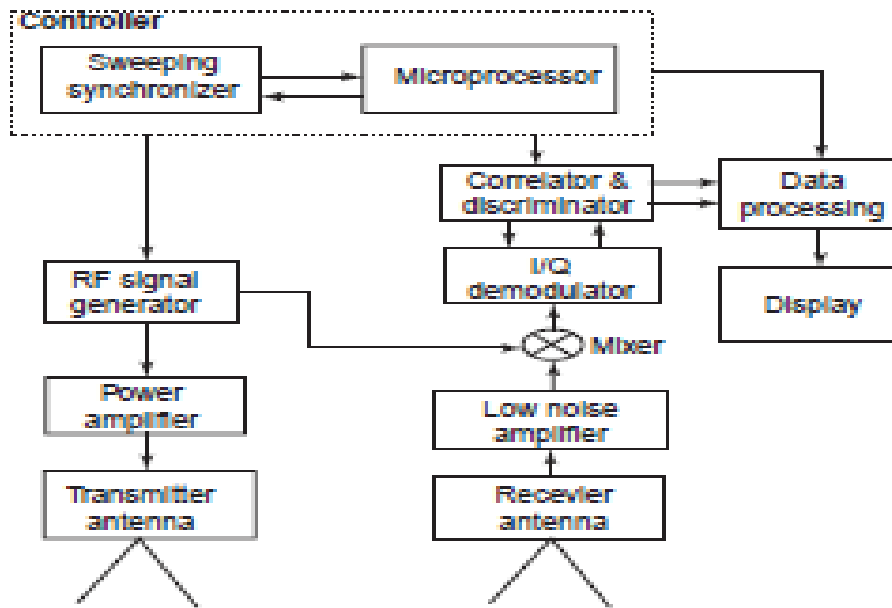 Controller
Sweeping
synchronizer
Microprocessor
Correlator &
discriminator
Data
processing
I/Q
demodulator
RF signal
generator
Display
Mixer
Power
amplifier
Low noise
amplifier
Transmitter
antenna
Recevier
antenna